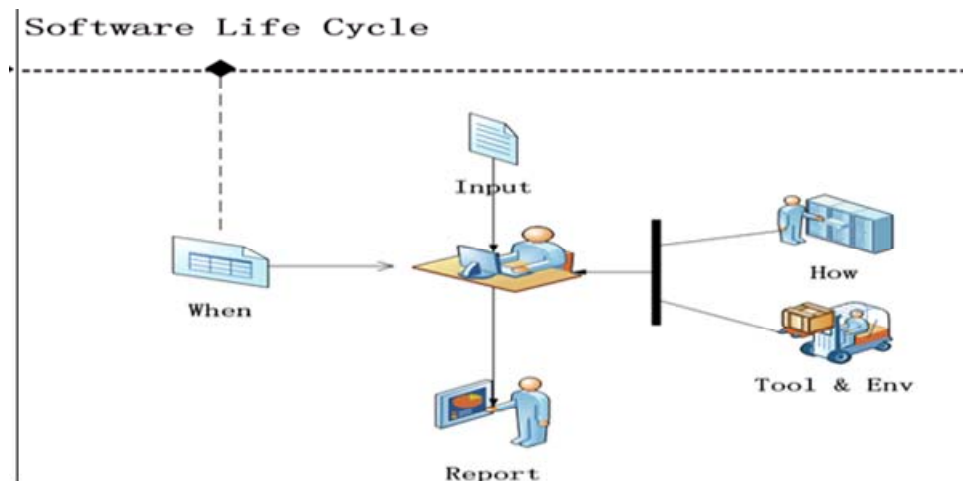 Software Life Cycle
Input
When
How
Tool & Env
Report